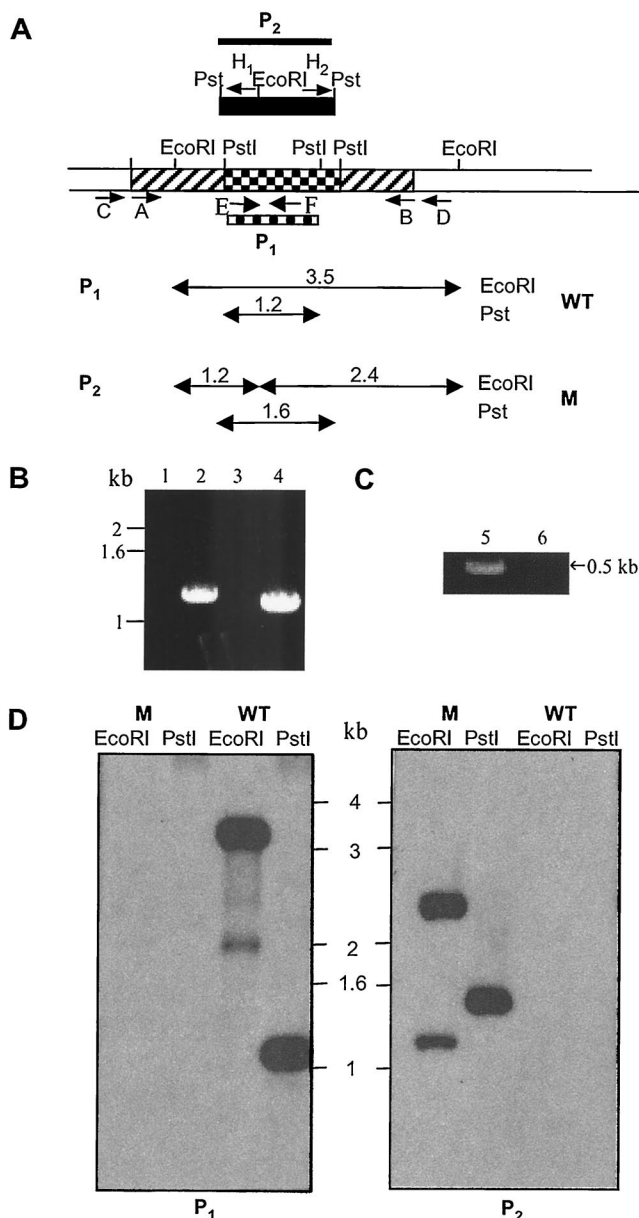 A
P2
H1 H2
Pst EcoRI Pst
EcoRI PstI PstI PstI EcoRI
C A E F B D
P1
P1 3.5 EcoRI WT
1.2 Pst
P2 1.2 2.4 EcoRI M
1.6 Pst
B C
kb 1 2 3 4
2
1.6
1
5 6
←0.5 kb
D
M WT kb M WT
EcoRI PstI EcoRI PstI EcoRI PstI EcoRI PstI
4
3
2
1.6
1
P1 P2